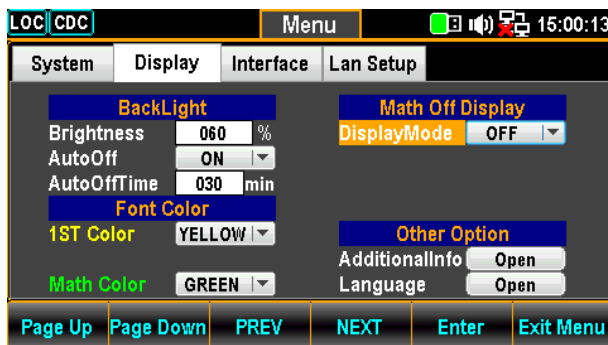 LOC CDC Menu 15:00:13
System Display Interface Lan Setup
BackLight
Brightness 060 %
AutoOff ON
AutoOffTime 030 min
Font Color
1ST Color YELLOW
Math Color GREEN
Math Off Display
DisplayMode OFF
Other Option
AdditionalInfo Open
Language Open
Page Up Page Down PREV NEXT Enter Exit Menu